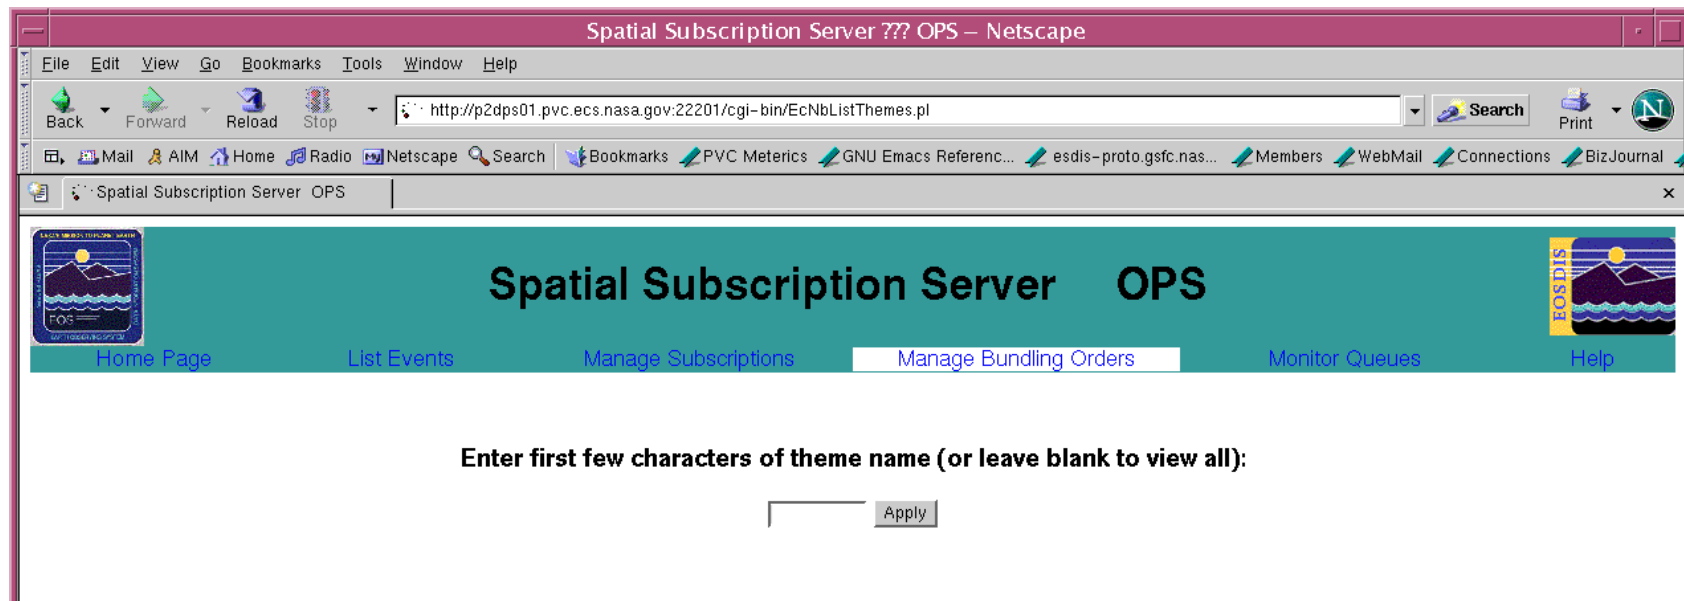 Spatial Subscription Server ??? OPS – Netscape
File Edit View Go Bookmarks Tools Window Help
http://p2dps01.pvc.ecs.nasa.gov:22201/cgi-bin/EcNbListThemes.pl
Search
Back Forward Reload Stop Print
N
Mail AIM Home Radio My Netscape Search Bookmarks PVC Meterics GNU Emacs Referenc... esdis-proto.gsfc.nas... Members WebMail Connections BizJournal
Spatial Subscription Server OPS
Spatial Subscription Server OPS
EOS
EOSDIS
Home Page List Events Manage Subscriptions Manage Bundling Orders Monitor Queues Help
Enter first few characters of theme name (or leave blank to view all):
Apply